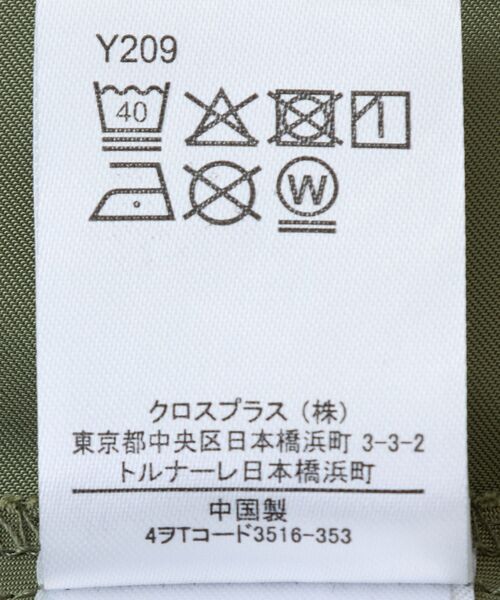 Y209
40
W
クロスプラス（株）
東京都中央区日本橋浜町 3-3-2
トルナーレ日本橋浜町
中国製
4ヲTコード3516-353